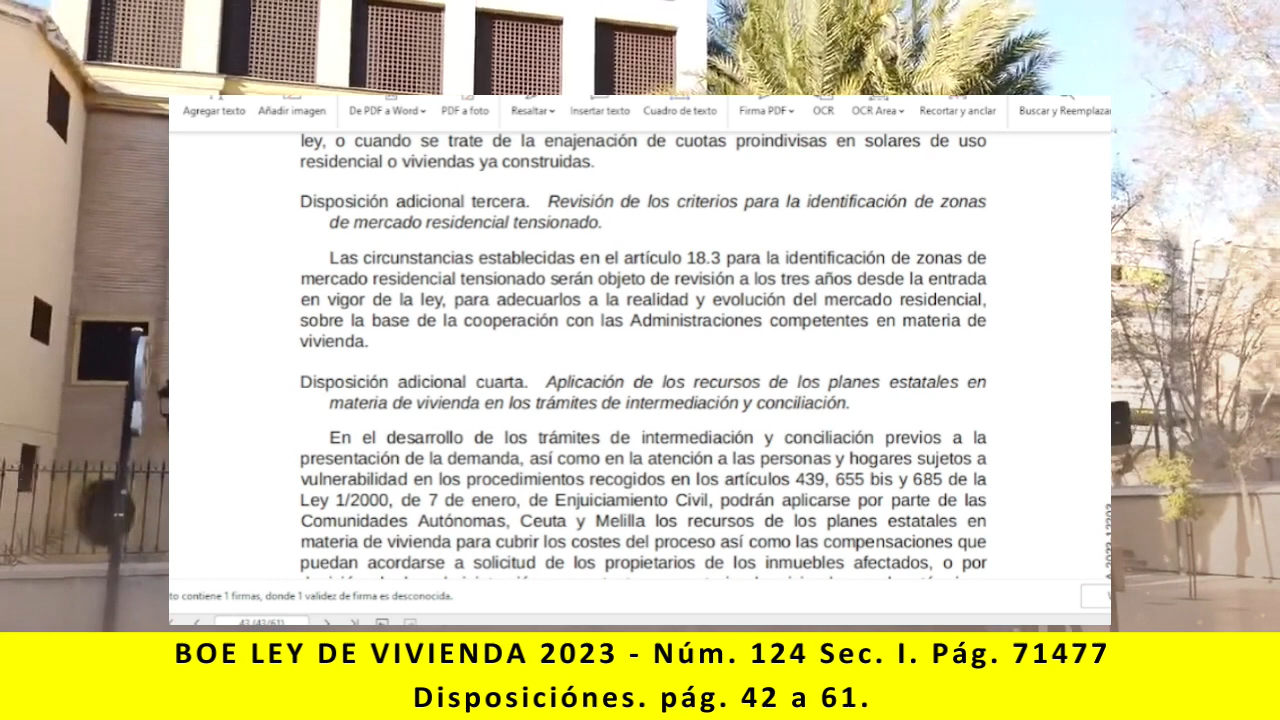 Agregar texto Añadir imagen De PDF a Word PDF a foto Resaltar Insertar texto Cuadro de texto Firma PDF OCR OCR Area Recortar y anclar Buscar y Reemplazar
ley, o cuando se trate de la enajenación de cuotas proindivisas en solares de uso
residencial o viviendas ya construidas.
Disposición adicional tercera. Revisión de los criterios para la identificación de zonas
de mercado residencial tensionado.
Las circunstancias establecidas en el artículo 18.3 para la identificación de zonas de
mercado residencial tensionado serán objeto de revisión a los tres años desde la entrada
en vigor de la ley, para adecuarlos a la realidad y evolución del mercado residencial,
sobre la base de la cooperación con las Administraciones competentes en materia de
vivienda.
Disposición adicional cuarta. Aplicación de los recursos de los planes estatales en
materia de vivienda en los trámites de intermediación y conciliación.
En el desarrollo de los trámites de intermediación y conciliación previos a la
presentación de la demanda, así como en la atención a las personas y hogares sujetos a
vulnerabilidad en los procedimientos recogidos en los artículos 439, 655 bis y 685 de la
Ley 1/2000, de 7 de enero, de Enjuiciamiento Civil, podrán aplicarse por parte de las
Comunidades Autónomas, Ceuta y Melilla los recursos de los planes estatales en
materia de vivienda para cubrir los costes del proceso así como las compensaciones que
puedan acordarse a solicitud de los propietarios de los inmuebles afectados, o por
to contiene 1 firmas, donde 1 validez de firma es desconocida.
43 (43/61)
BOE LEY DE VIVIENDA 2023 - Núm. 124 Sec. I. Pág. 71477
Disposiciónes. pág. 42 a 61.